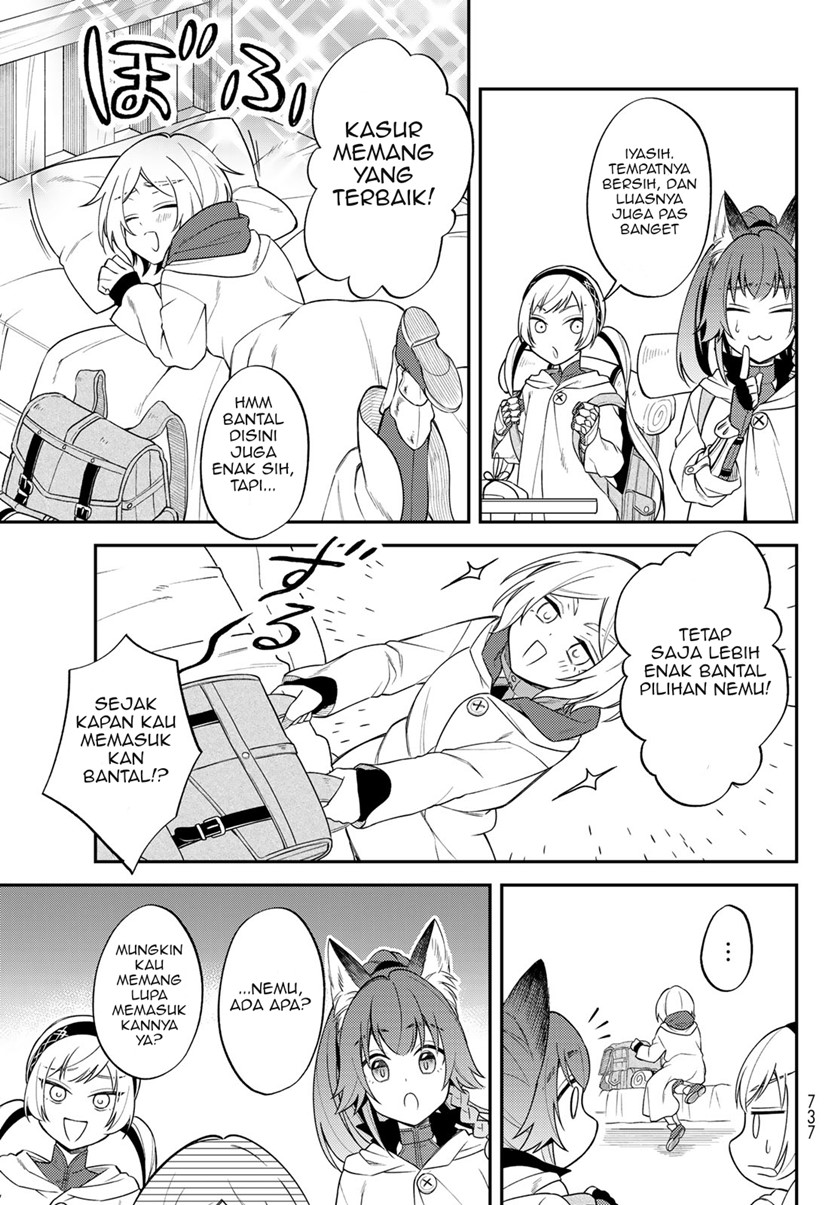 IYASIH.
TEMPATNYA
BERSIH, DAN
LUASNYA
JUGA PAS
BANGET
ぼふ
KASUR
MEMANG
YANG
TERBAIK!
HMM
BANTAL
DISINI
JUGA
ENAK SIH,
TAPI...
TETAP
SAJA LEBIH
ENAK BANTAL
PILIHAN NEMU!
ずる
SEJAK
KAPAN KAU
MEMASUK
KAN
BANTAL!?
...
...NEMU,
ADA APA?
MUNGKIN
KAU
MEMANG
LUPA
MEMASUK
KANNYA
YA?
737